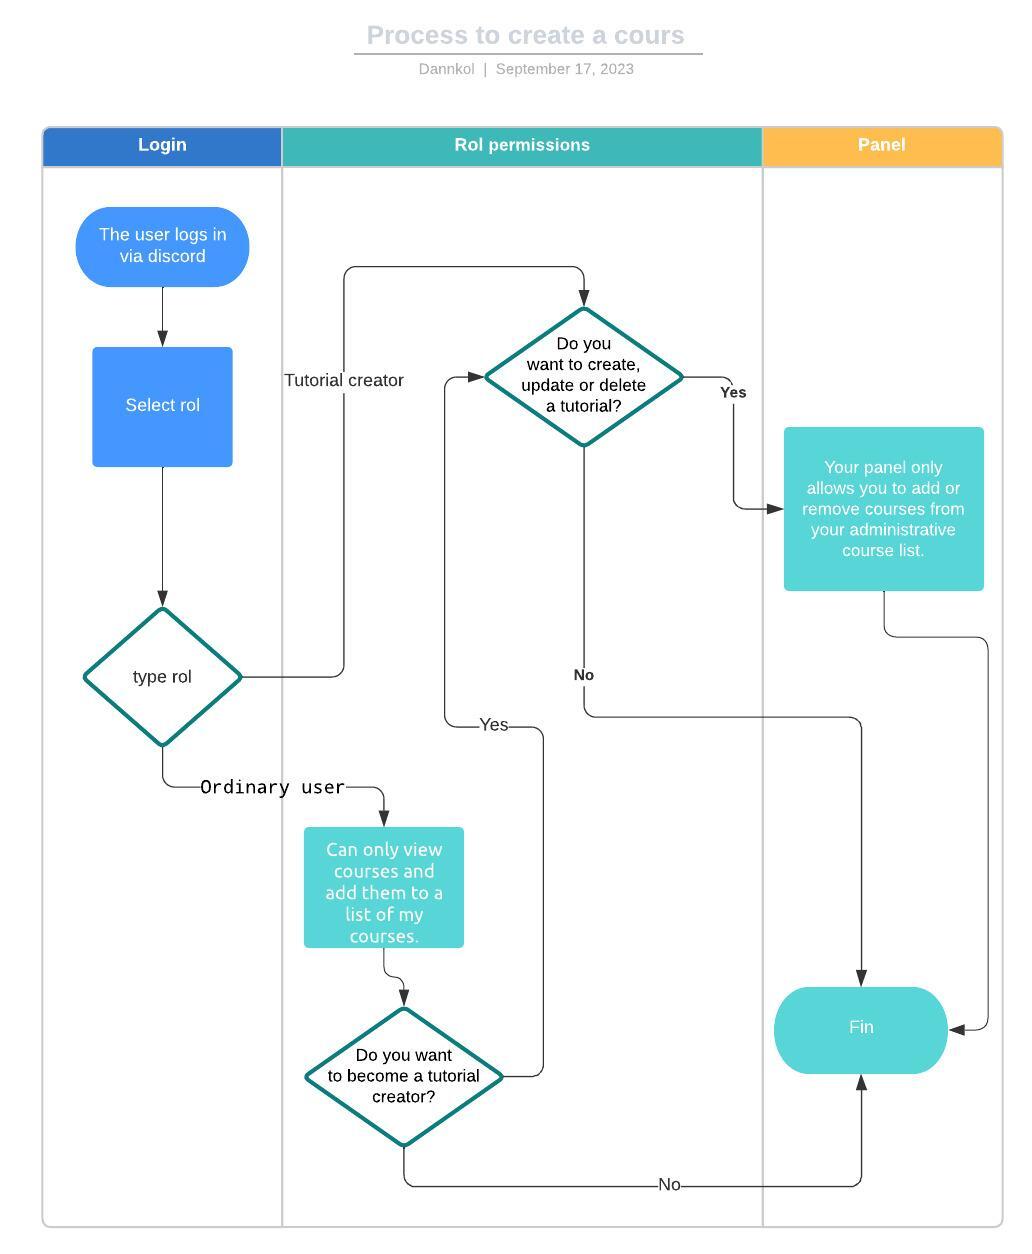 Process to create a cours
Dannkol | September 17, 2023
Login
Rol permissions
Panel
The user logs in
via discord
Select rol
type rol
Tutorial creator
Do you
want to create,
update or delete
a tutorial?
Yes
Your panel only
allows you to add or
remove courses from
your administrative
course list.
No
Yes
Ordinary user
Can only view
courses and
add them to a
list of my
courses.
Do you want
to become a tutorial
creator?
Fin
No